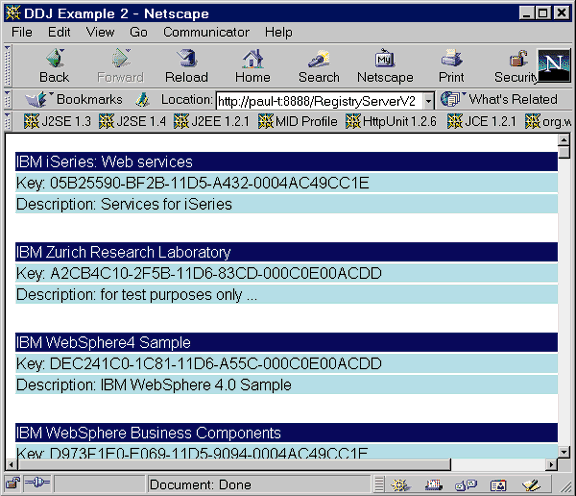 DDJ Example 2 - Netscape
File Edit View Go Communicator Help
Back Forward Reload Home Search Netscape Print Security
Bookmarks Location: http://paul-t:8888/RegistryServerV2 What's Related
J2SE 1.3 J2SE 1.4 J2EE 1.2.1 MID Profile HttpUnit 1.2.6 JCE 1.2.1 org.w
IBM iSeries: Web services
Key: 05B25590-BF2B-11D5-A432-0004AC49CC1E
Description: Services for iSeries
IBM Zurich Research Laboratory
Key: A2CB4C10-2F5B-11D6-83CD-000C0E00ACDD
Description: for test purposes only ...
IBM WebSphere4 Sample
Key: DEC241C0-1C81-11D6-A55C-000C0E00ACDD
Description: IBM WebSphere 4.0 Sample
IBM WebSphere Business Components
Key: D973F1E0-E069-11D5-9094-0004AC49CC1E
Document: Done